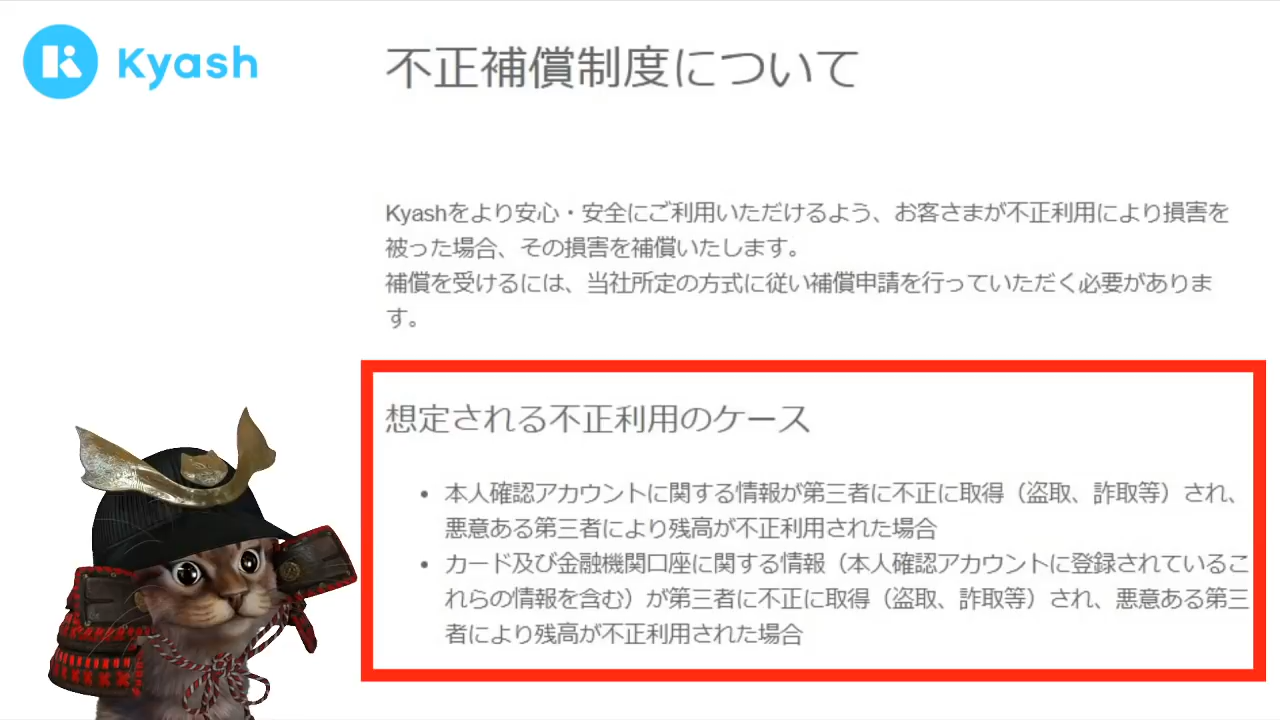 Kyash
不正補償制度について
Kyashをより安心・安全にご利用いただけるよう、お客さまが不正利用により損害を
被った場合、その損害を補償いたします。
補償を受けるには、当社所定の方式に従い補償申請を行っていただく必要がありま
す。
想定される不正利用のケース
• 本人確認アカウントに関する情報が第三者に不正に取得（盗取、詐取等）され、
悪意ある第三者により残高が不正利用された場合
• カード及び金融機関口座に関する情報（本人確認アカウントに登録されているこ
れらの情報を含む）が第三者に不正に取得（盗取、詐取等）され、悪意ある第三
者により残高が不正利用された場合